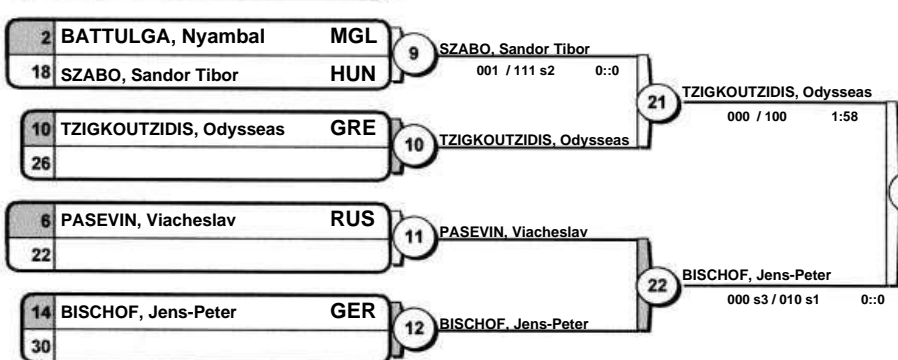 2 BATTULGA, Nyambal MGL
18 SZABO, Sandor Tibor HUN
9
SZABO, Sandor Tibor
001 / 111 s2 0::0
10 TZIGKOUTZIDIS, Odysseas GRE
26
10
TZIGKOUTZIDIS, Odysseas
21
TZIGKOUTZIDIS, Odysseas
000 / 100 1:58
6 PASEVIN, Viacheslav RUS
22
11
PASEVIN, Viacheslav
14 BISCHOF, Jens-Peter GER
30
12
BISCHOF, Jens-Peter
22
BISCHOF, Jens-Peter
000 s3 / 010 s1 0::0